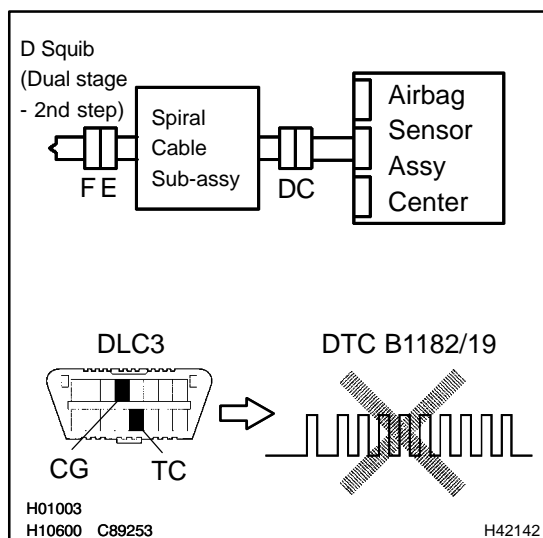 D Squib
(Dual stage
- 2nd step)
Spiral
Cable
Sub-assy
Airbag
Sensor
Assy
Center
F E
D C
DLC3
DTC B1182/19
CG
TC
H01003
H10600 C89253
H42142